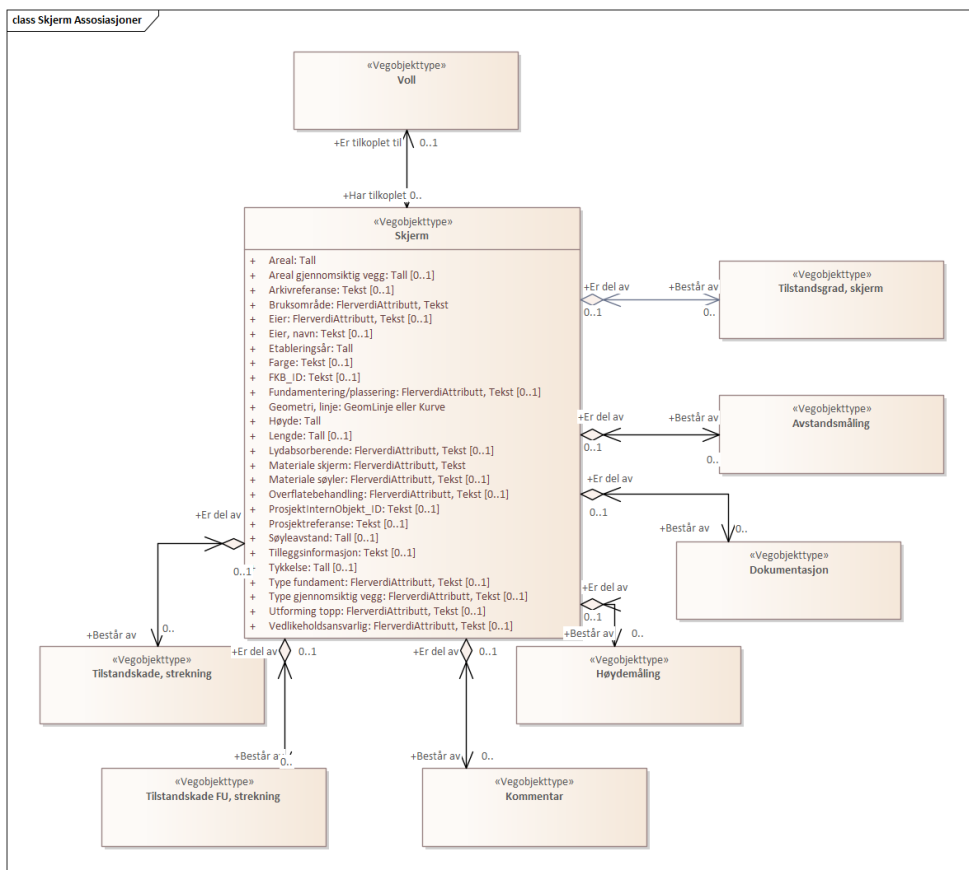 class Skjerm Assosiasjoner
«Vegobjekttype»
Voll
+Er tilkoplet til 0..1
+Har tilkoplet 0..
«Vegobjekttype»
Skjerm
+ Areal: Tall
+ Areal gjennomsiktig vegg: Tall [0..1]
+ Arkivreferanse: Tekst [0..1]
+ Bruksområde: FlerverdiAttributt, Tekst
+ Eier: FlerverdiAttributt, Tekst [0..1]
+ Eier, navn: Tekst [0..1]
+ Etableringsår: Tall
+ Farge: Tekst [0..1]
+ FKB_ID: Tekst [0..1]
+ Fundamentering/plassering: FlerverdiAttributt, Tekst [0..1]
+ Geometri, linje: GeomLinje eller Kurve
+ Høyde: Tall
+ Lengde: Tall [0..1]
+ Lydabsorberende: FlerverdiAttributt, Tekst [0..1]
+ Materiale skjerm: FlerverdiAttributt, Tekst
+ Materiale søyler: FlerverdiAttributt, Tekst [0..1]
+ Overflatebehandling: FlerverdiAttributt, Tekst [0..1]
+ ProsjektInternObjekt_ID: Tekst [0..1]
+ Prosjektreferanse: Tekst [0..1]
+ Søyleavstand: Tall [0..1]
+ Tilleggsinformasjon: Tekst [0..1]
+ Tykkelse: Tall [0..1]
+ Type fundament: FlerverdiAttributt, Tekst [0..1]
+ Type gjennomsiktig vegg: FlerverdiAttributt, Tekst [0..1]
+ Utforming topp: FlerverdiAttributt, Tekst [0..1]
+ Vedlikeholdsansvarlig: FlerverdiAttributt, Tekst [0..1]
+Er del av
0..1
+Består av
0..
«Vegobjekttype»
Tilstandsgrad, skjerm
+Er del av
0..1
+Består av
0..
«Vegobjekttype»
Avstandsmåling
+Er del av
0..1
+Består av 0..
«Vegobjekttype»
Dokumentasjon
+Er del av
0..1
+Består av 0..
«Vegobjekttype»
Høydemåling
+Er del av
0..1
+Består av 0..
«Vegobjekttype»
Tilstandskade, strekning
+Er del av 0..1
+Består av
0..
«Vegobjekttype»
Tilstandskade FU, strekning
+Er del av 0..1
+Består av 0..
«Vegobjekttype»
Kommentar